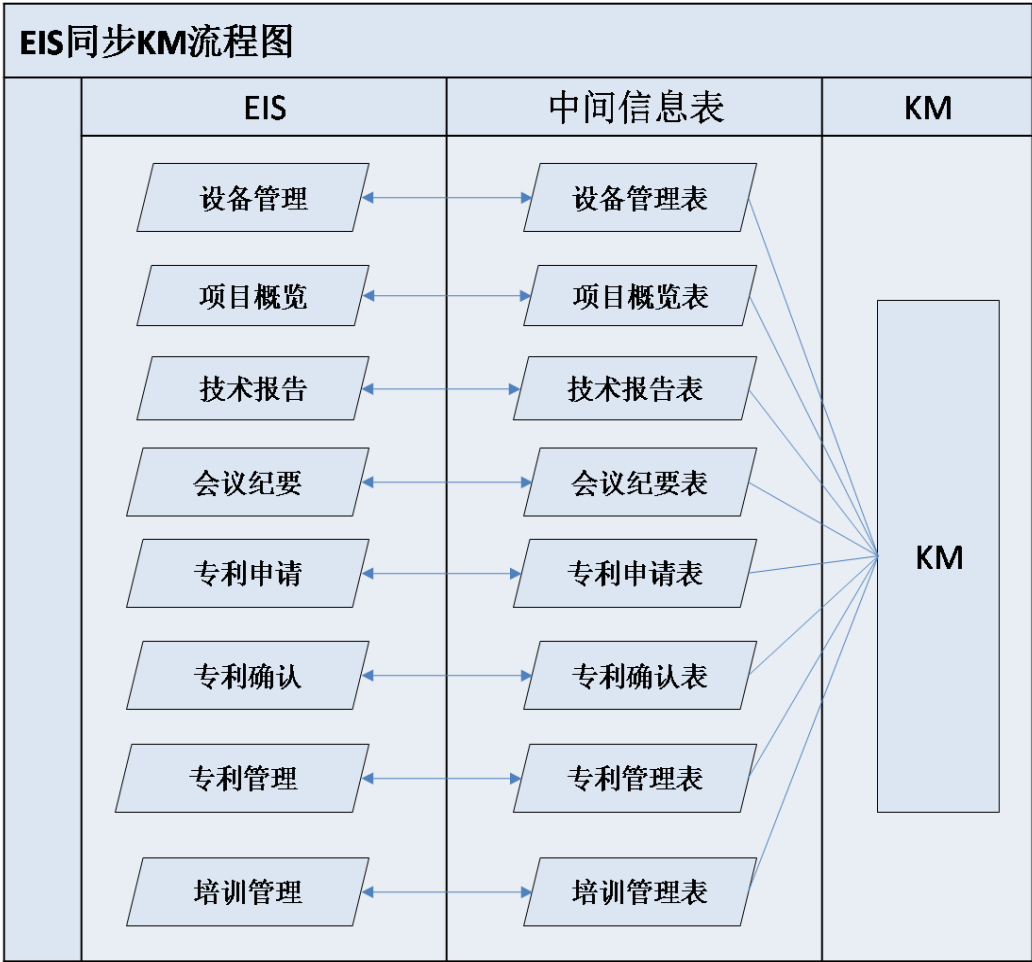 EIS同步KM流程图
EIS
中间信息表
KM
设备管理
设备管理表
项目概览
项目概览表
技术报告
技术报告表
会议纪要
会议纪要表
KM
专利申请
专利申请表
专利确认
专利确认表
专利管理
专利管理表
培训管理
培训管理表